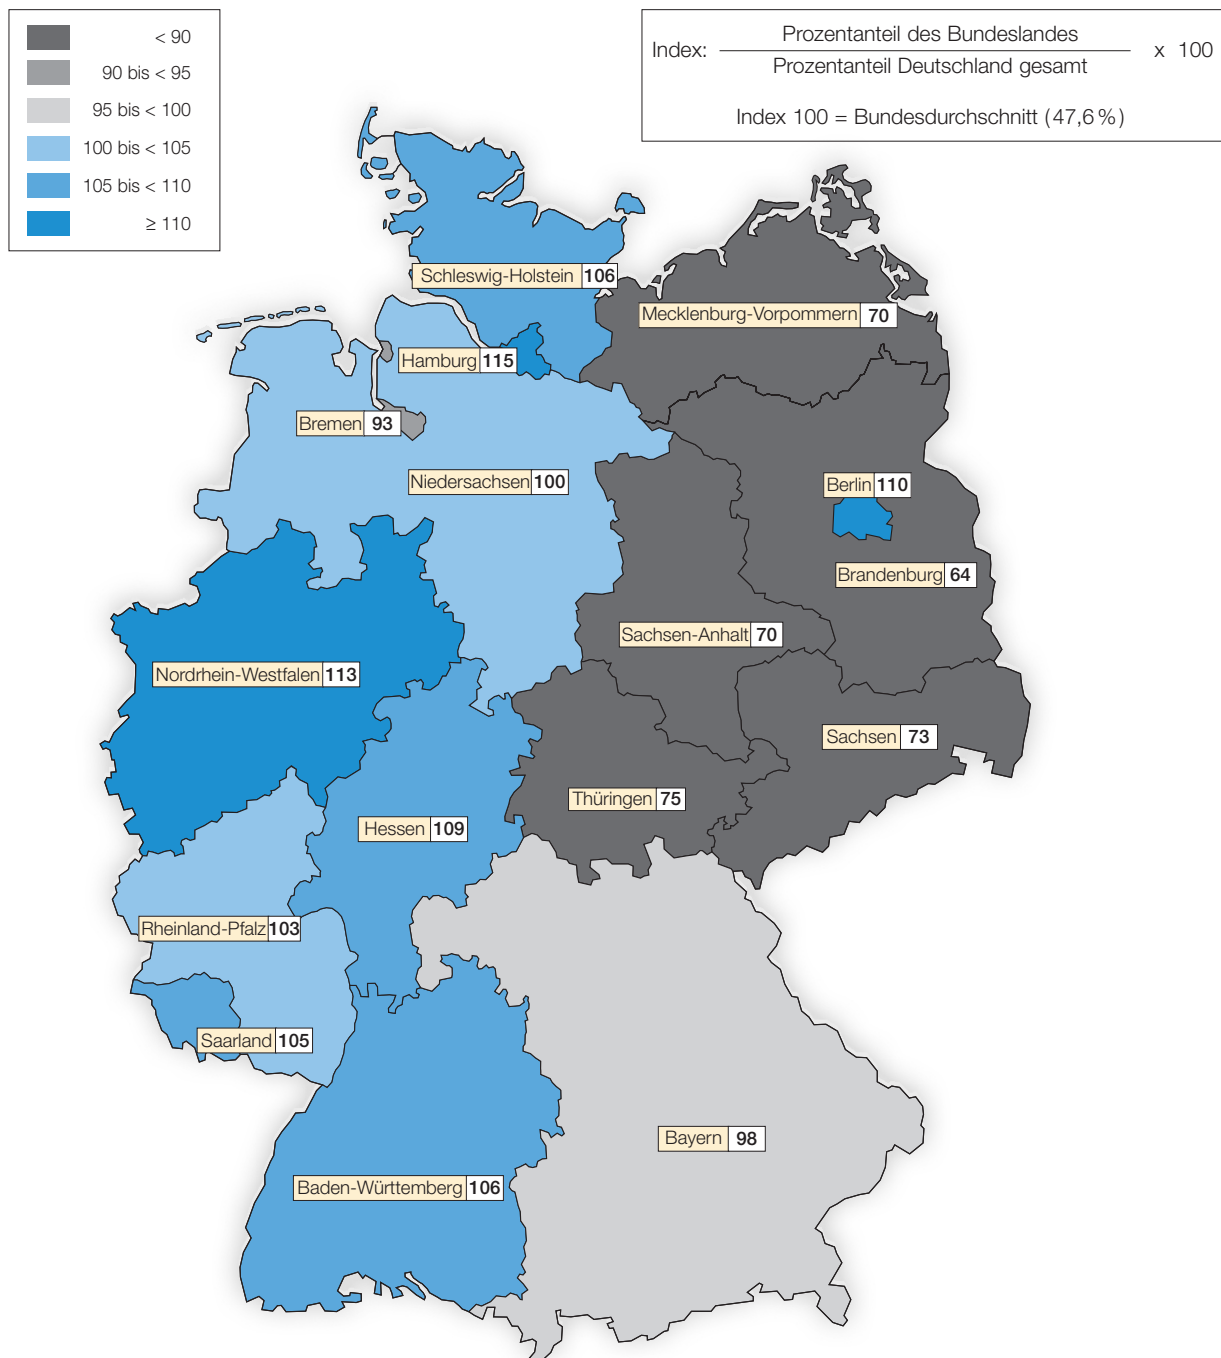 < 90
90 bis < 95
95 bis < 100
100 bis < 105
105 bis < 110
≥ 110
Index: Prozentanteil des Bundeslandes x 100
Prozentanteil Deutschland gesamt
Index 100 = Bundesdurchschnitt (47,6 %)
Schleswig-Holstein 106
Mecklenburg-Vorpommern 70
Hamburg 115
Bremen 93
Niedersachsen 100
Berlin 110
Brandenburg 64
Sachsen-Anhalt 70
Nordrhein-Westfalen 113
Sachsen 73
Thüringen 75
Hessen 109
Rheinland-Pfalz 103
Saarland 105
Bayern 98
Baden-Württemberg 106